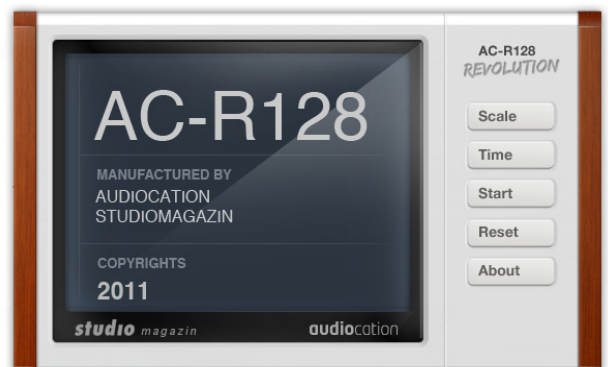 AC-R128
REVOLUTION
AC-R128
MANUFACTURED BY
AUDIOCATION
STUDIOMAGAZIN
COPYRIGHTS
2011
studio magazin
audiocation
Scale
Time
Start
Reset
About